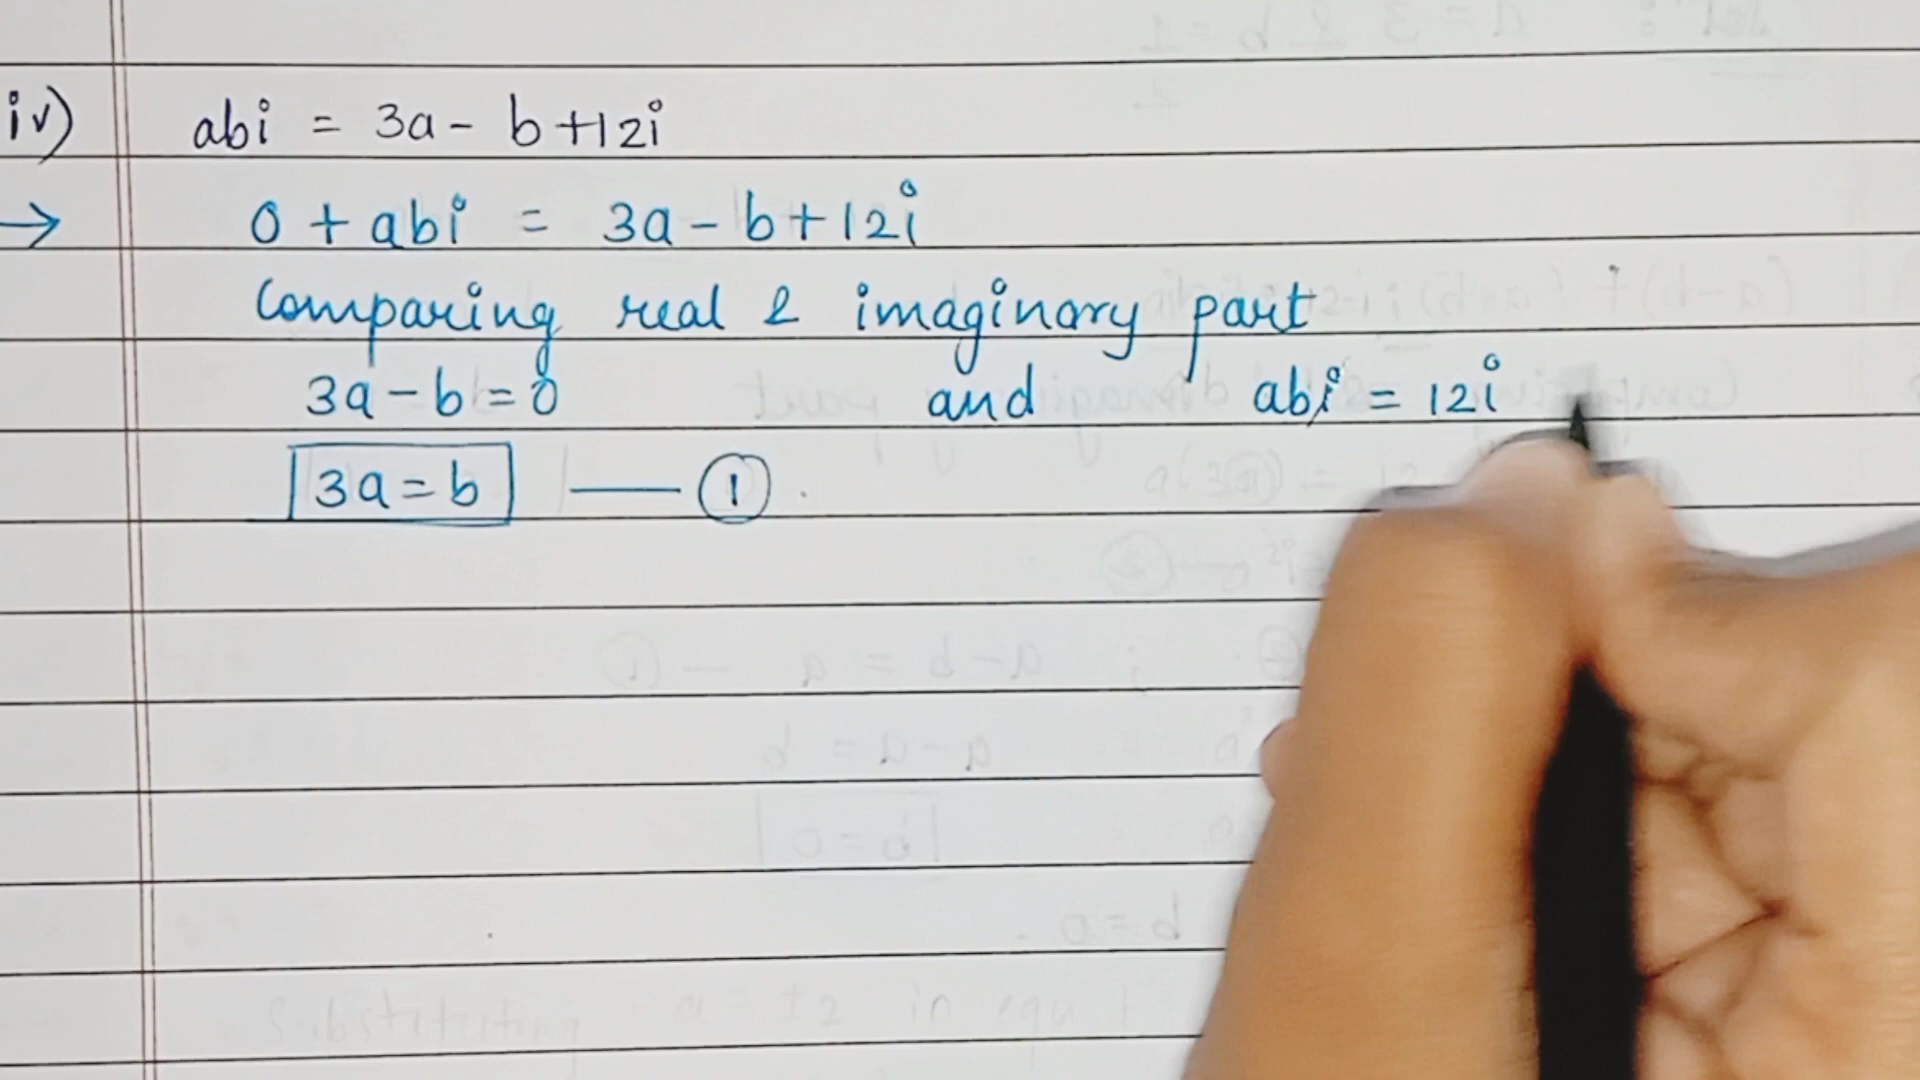 iv) abi = 3a - b + 12i
→ 0 + abi = 3a - b + 12i
Comparing real & imaginary part
3a - b = 0 and abi = 12i
3a = b —— ①